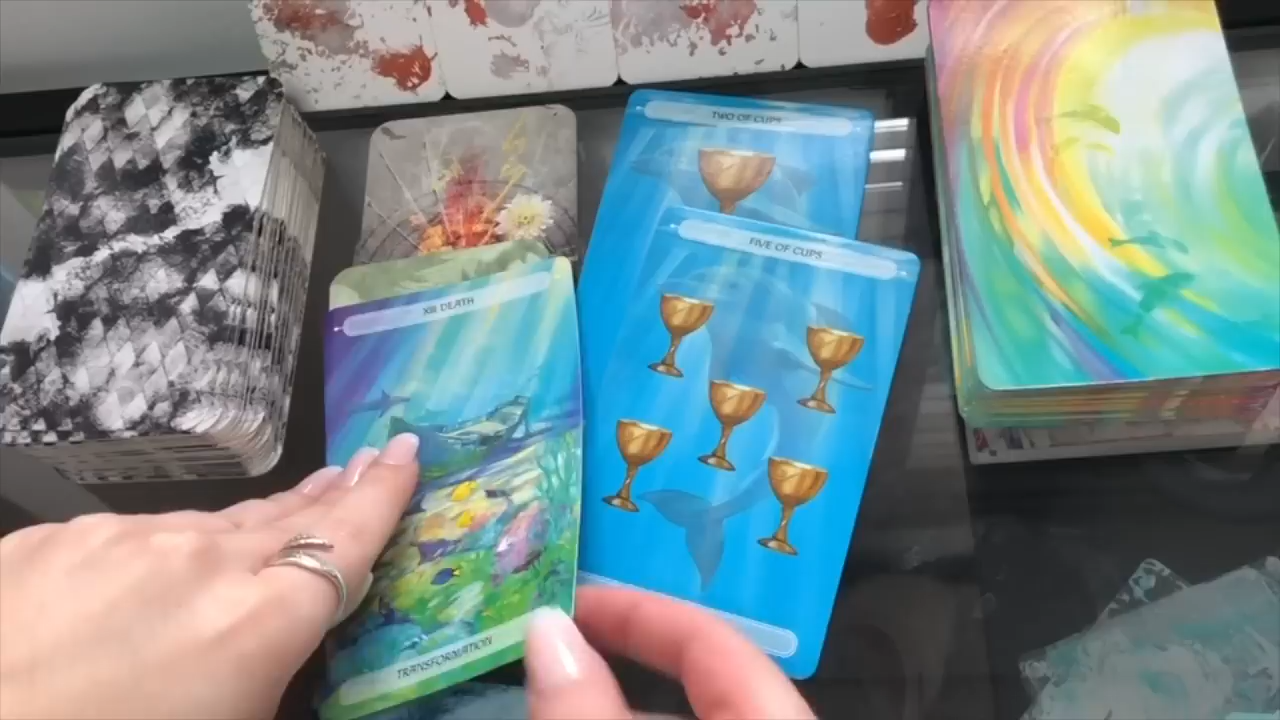 TWO OF CUPS
FIVE OF CUPS
XIII DEATH
TRANSFORMATION